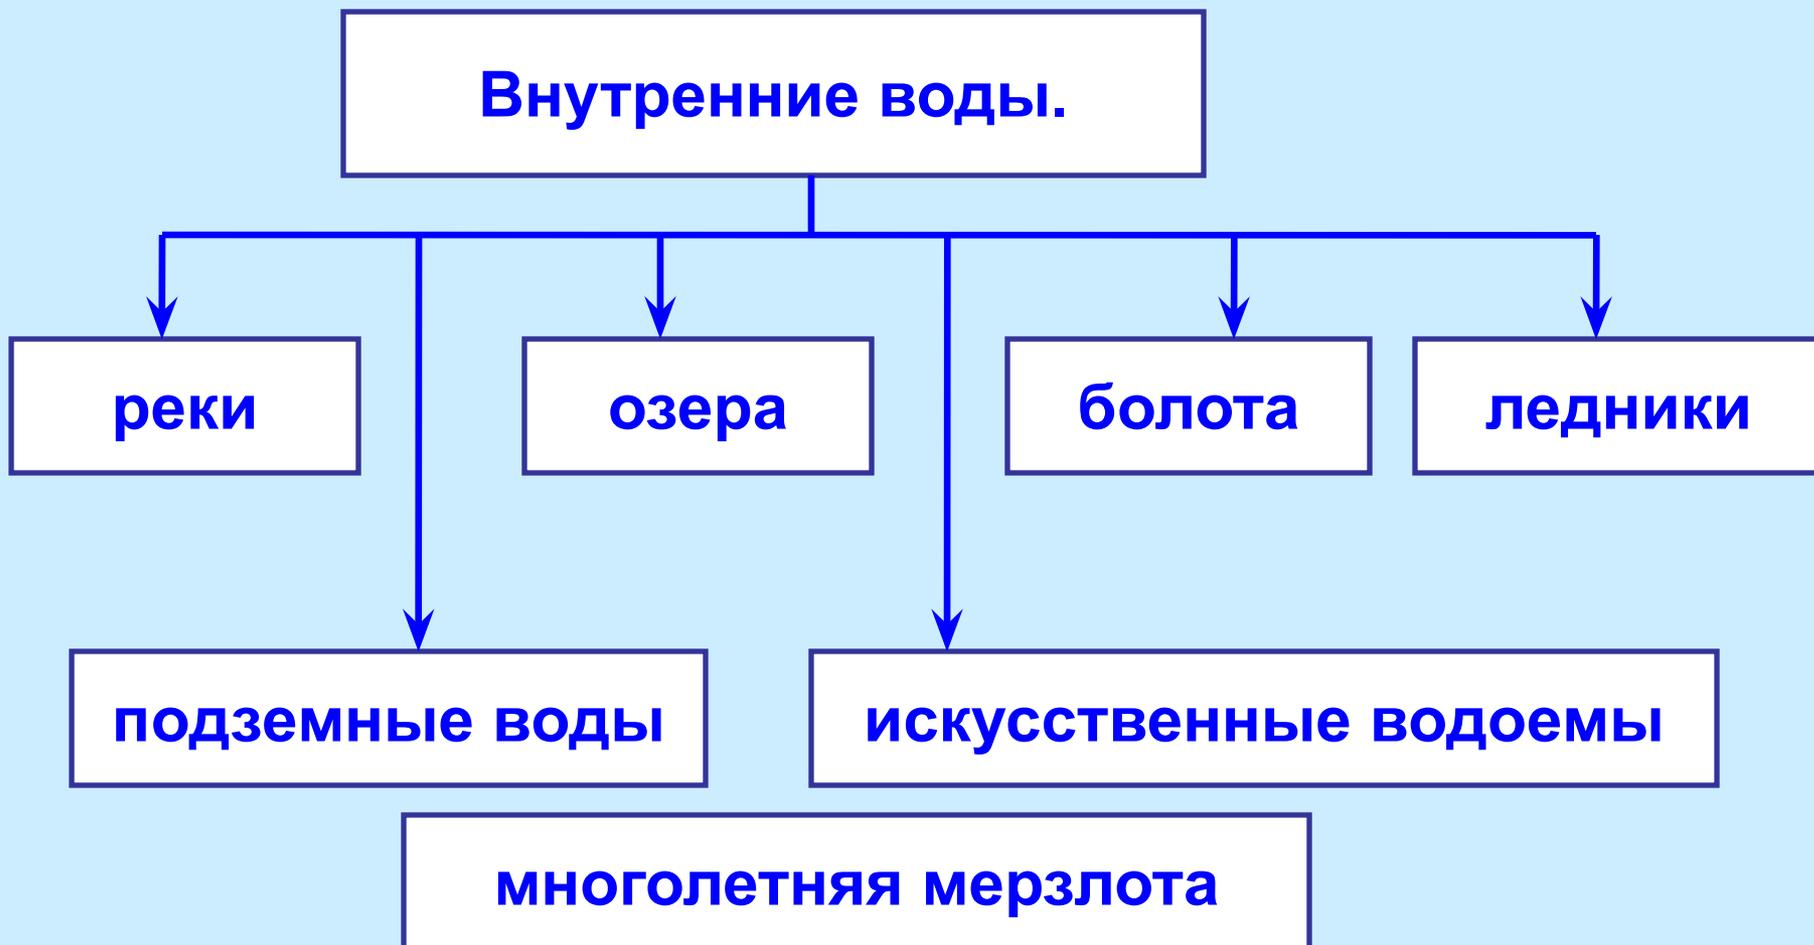 Внутренние воды.
реки
озера
болота
ледники
подземные воды
искусственные водоемы
многолетняя мерзлота